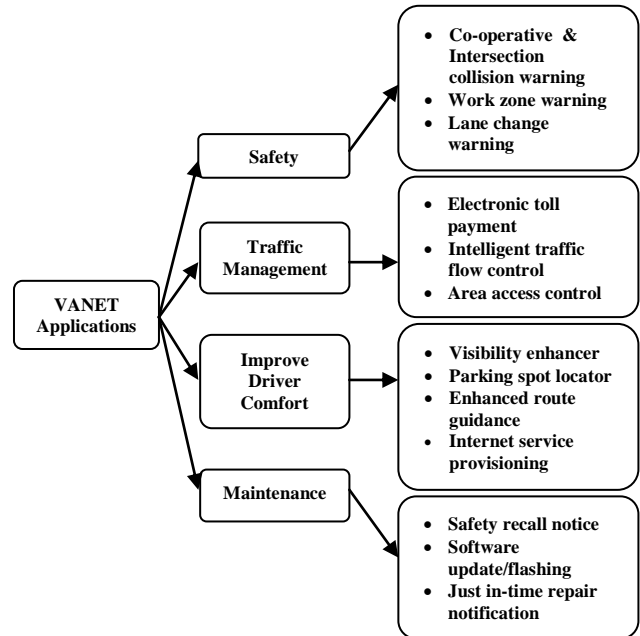 VANET
Applications
Safety
• Co-operative & 
Intersection
collision warning
• Work zone warning
• Lane change
warning
Traffic
Management
• Electronic toll
payment
• Intelligent traffic
flow control
• Area access control
Improve
Driver
Comfort
• Visibility enhancer
• Parking spot locator
• Enhanced route
guidance
• Internet service
provisioning
Maintenance
• Safety recall notice
• Software
update/flashing
• Just in-time repair
notification